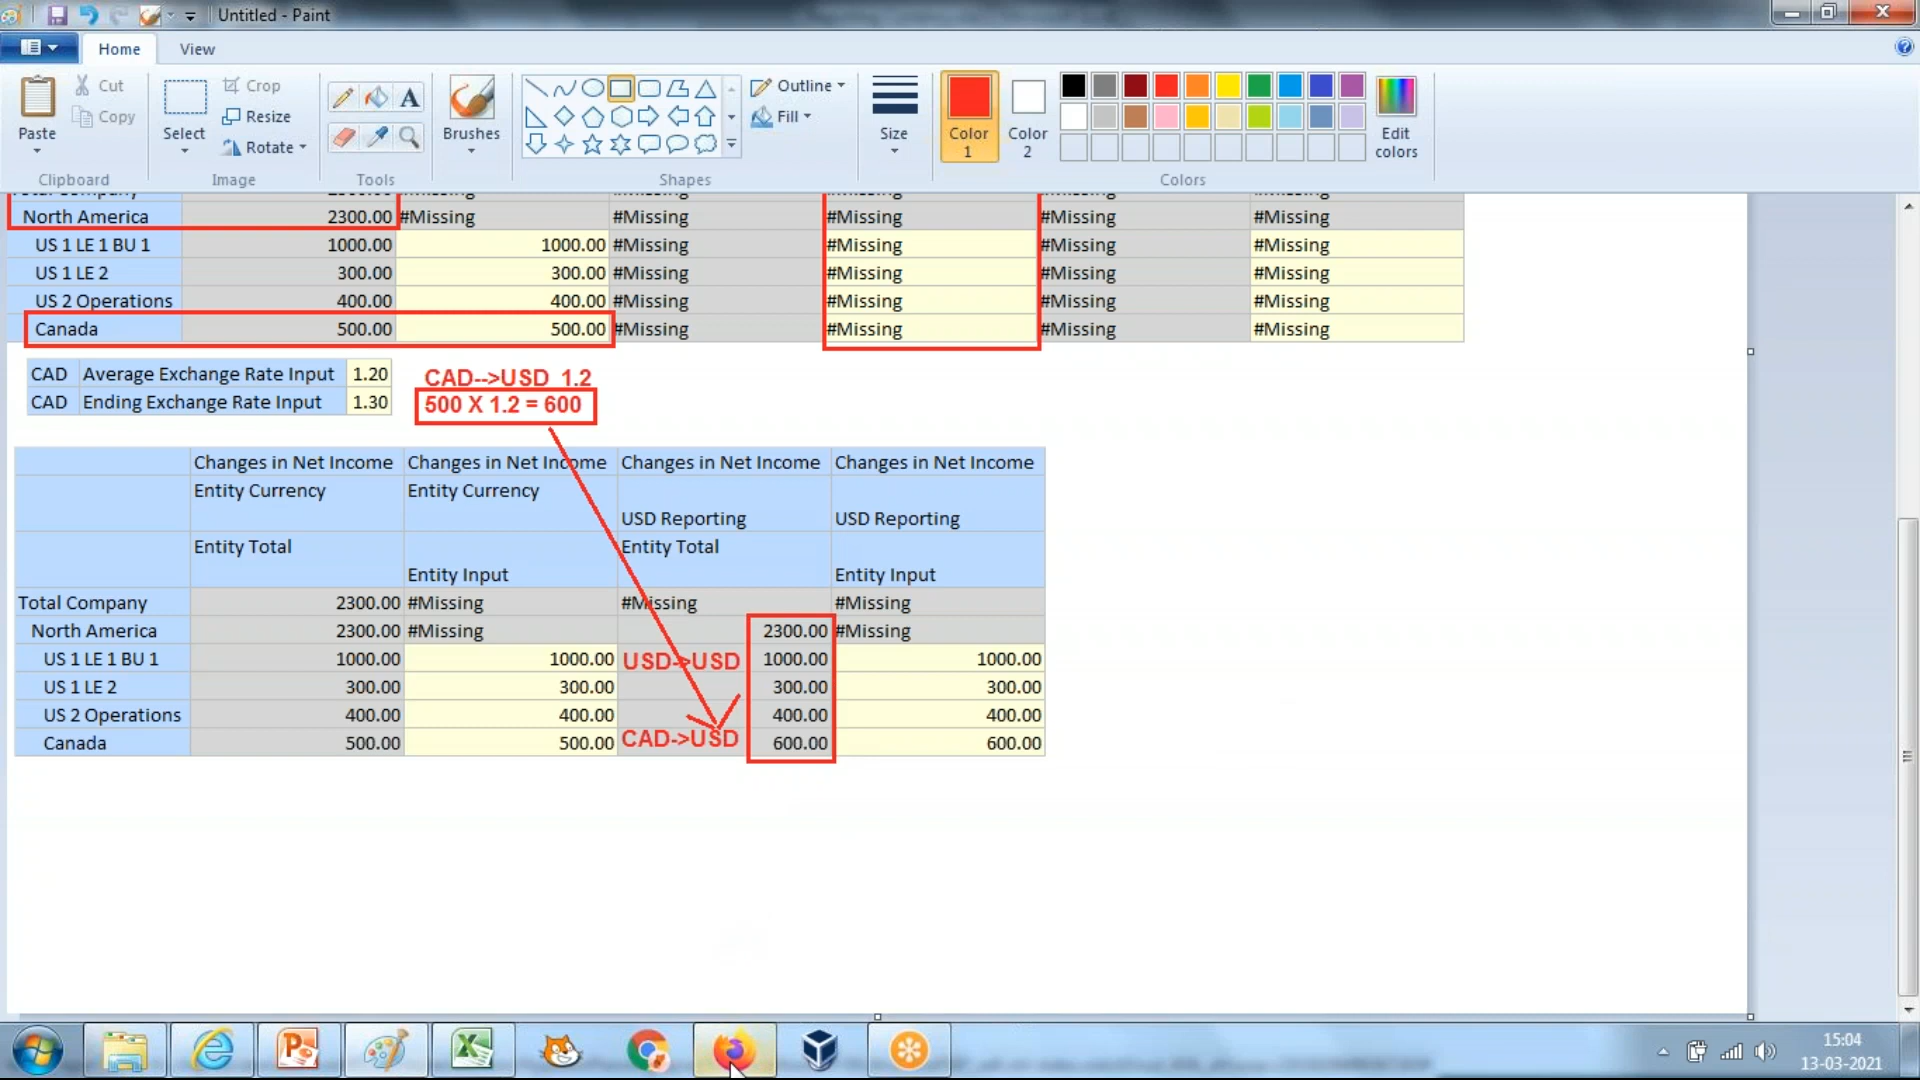 Untitled - Paint
Home View
Paste Cut Copy Clipboard
Select Crop Resize Rotate Image
Tools
Brushes
Outline Fill Shapes
Size
Color 1 Color 2 Edit colors Colors
North America 2300.00 #Missing #Missing #Missing #Missing #Missing
US 1 LE 1 BU 1 1000.00 1000.00 #Missing #Missing #Missing #Missing
US 1 LE 2 300.00 300.00 #Missing #Missing #Missing #Missing
US 2 Operations 400.00 400.00 #Missing #Missing #Missing #Missing
Canada 500.00 500.00 #Missing #Missing #Missing #Missing
CAD Average Exchange Rate Input 1.20 CAD-->USD 1.2
CAD Ending Exchange Rate Input 1.30 500 X 1.2 = 600
Changes in Net Income Changes in Net Income Changes in Net Income Changes in Net Income
Entity Currency Entity Currency
USD Reporting USD Reporting
Entity Total Entity Total
Entity Input Entity Input
Total Company 2300.00 #Missing #Missing #Missing
North America 2300.00 #Missing 2300.00 #Missing
US 1 LE 1 BU 1 1000.00 1000.00 USD->USD 1000.00 1000.00
US 1 LE 2 300.00 300.00 300.00 300.00
US 2 Operations 400.00 400.00 400.00 400.00
Canada 500.00 500.00 CAD->USD 600.00 600.00
15:04
13-03-2021